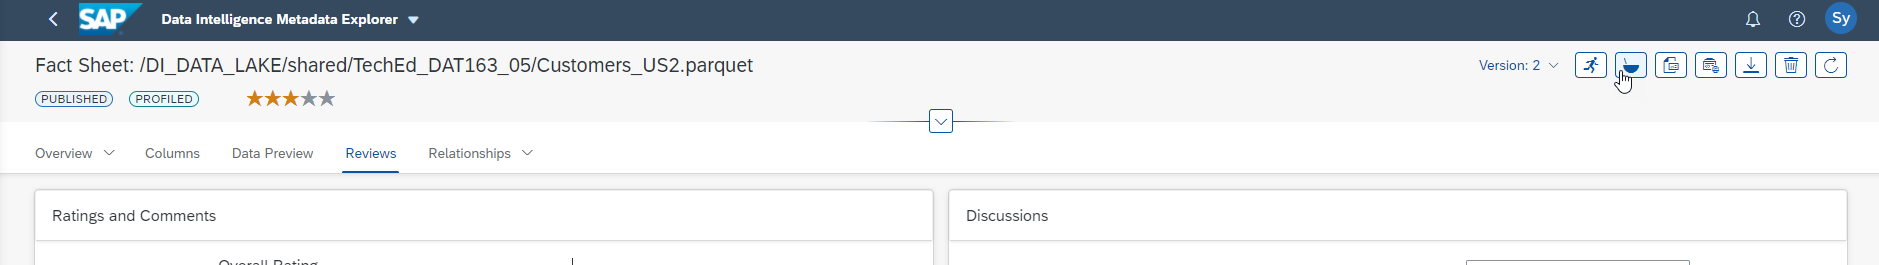 SAP Data Intelligence Metadata Explorer Sy
Fact Sheet: /DI_DATA_LAKE/shared/TechEd_DAT163_05/Customers_US2.parquet Version: 2
PUBLISHED PROFILED
Overview Columns Data Preview Reviews Relationships
Ratings and Comments Discussions
Overall Rating